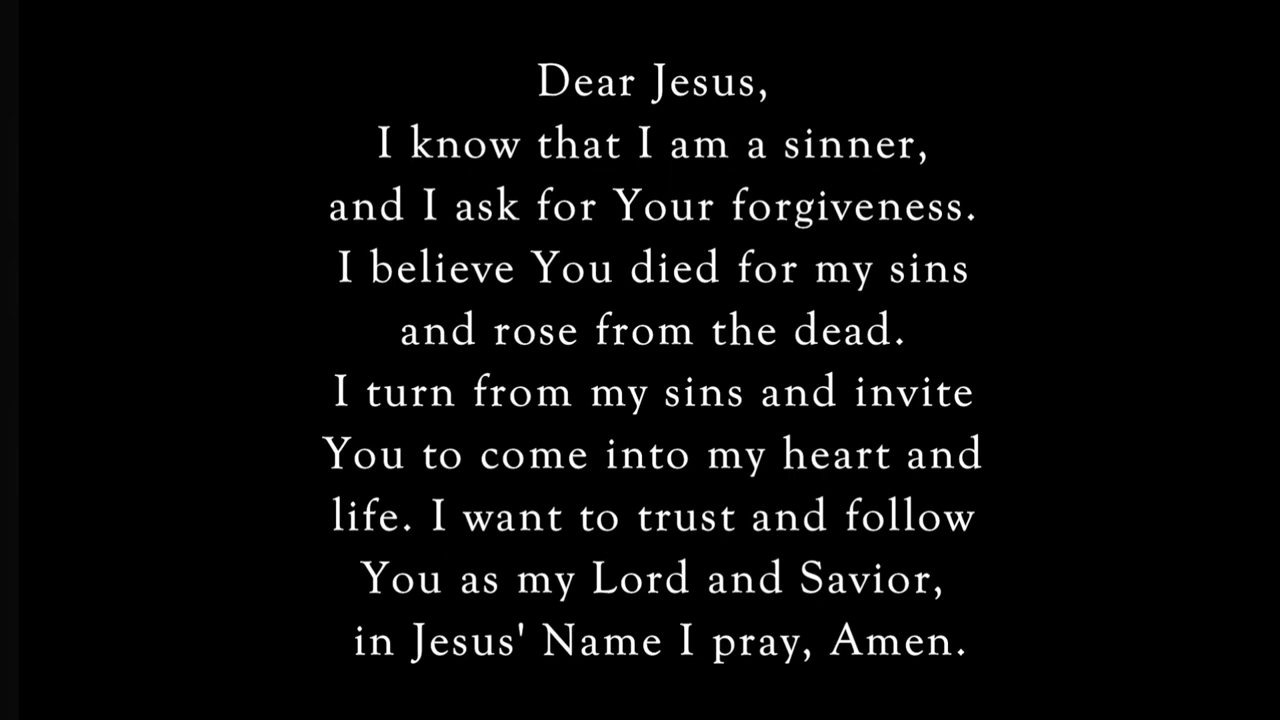 Dear Jesus,
I know that I am a sinner,
and I ask for Your forgiveness.
I believe You died for my sins
and rose from the dead.
I turn from my sins and invite
You to come into my heart and
life. I want to trust and follow
You as my Lord and Savior,
in Jesus' Name I pray, Amen.